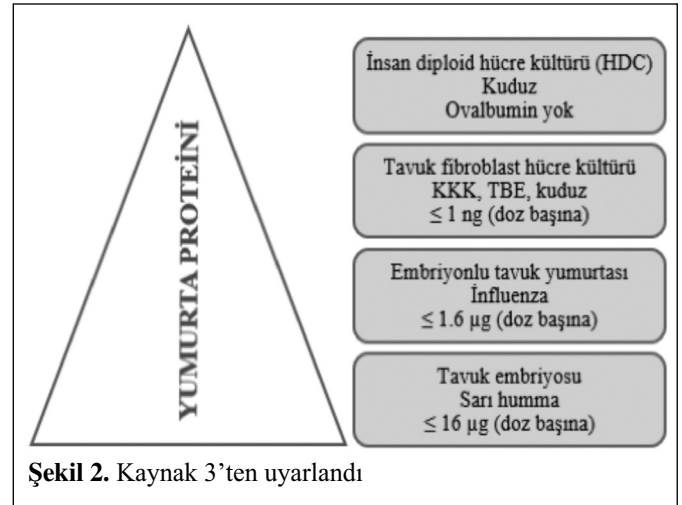 YUMURTA PROTEİNİ
İnsan diploid hücre kültürü (HDC)
Kuduz
Ovalbumin yok
Tavuk fibroblast hücre kültürü
KKK, TBE, kuduz
≤ 1 ng (doz başına)
Embriyonlu tavuk yumurtası
İnfluenza
≤ 1.6 µg (doz başına)
Tavuk embriyosu
Sarı humma
≤ 16 µg (doz başına)
Şekil 2. Kaynak 3’ten uyarlandı